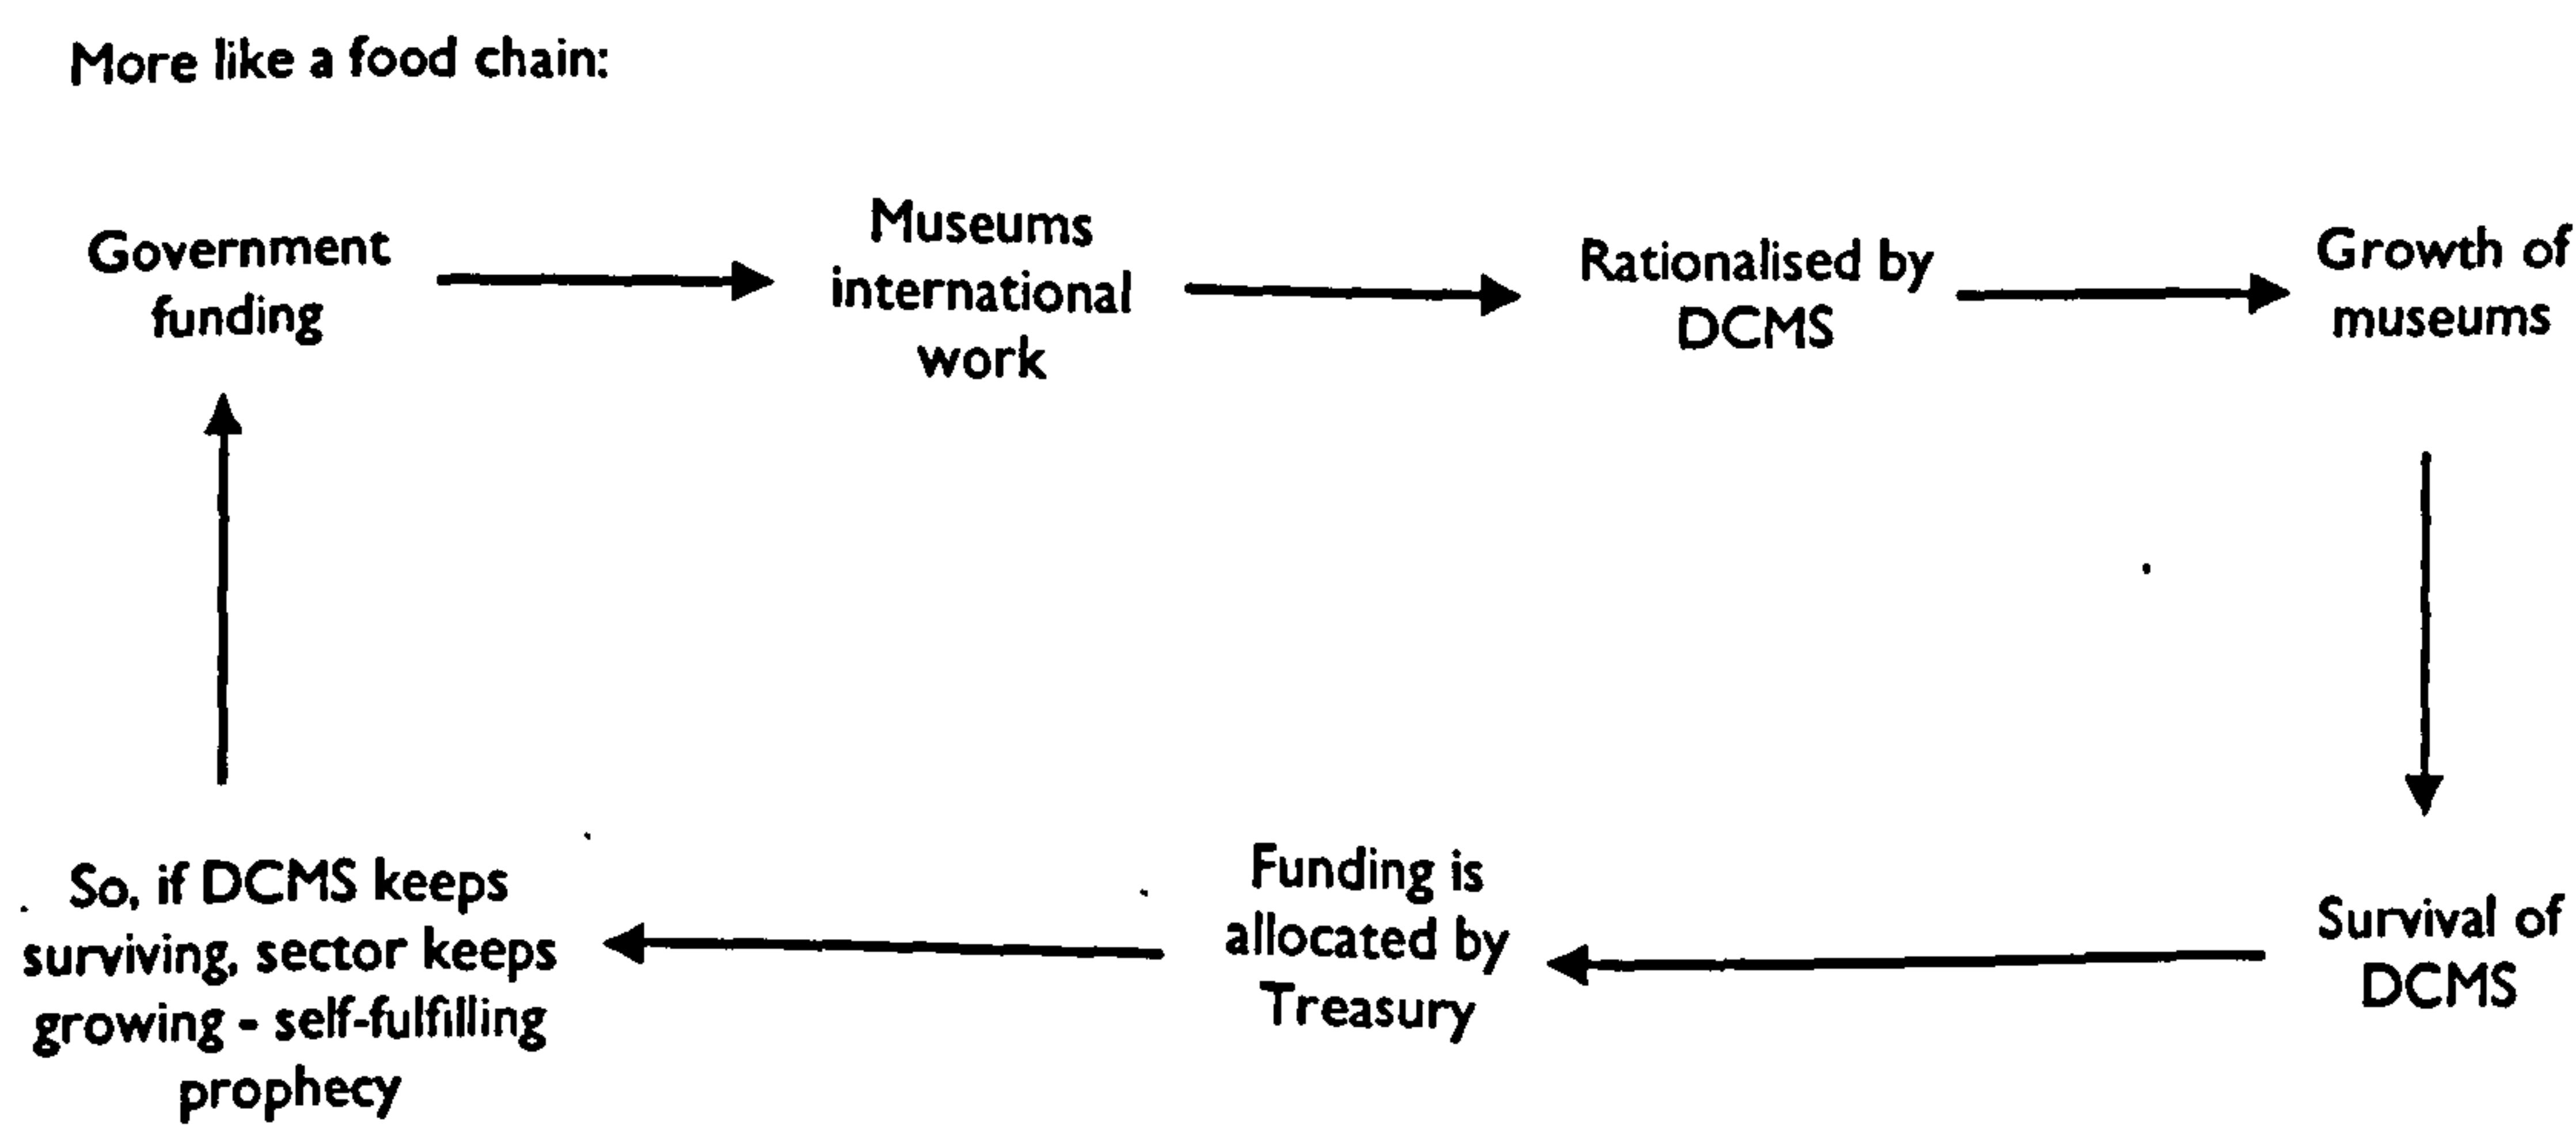 More like a food chain:
Government
funding
Museums
international
work
Rationalised by
DCMS
Growth of
museums
Survival of
DCMS
Funding is
allocated by
Treasury
So, if DCMS keeps
surviving, sector keeps
growing - self-fulfilling
prophecy